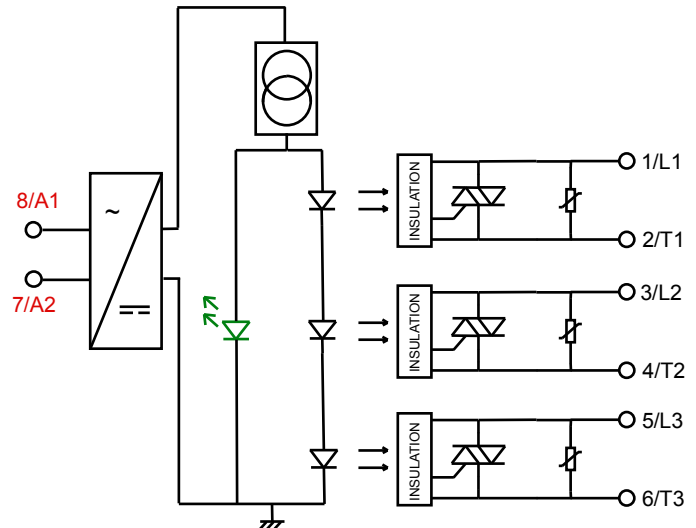 8/A1
7/A2
~
INSULATION
1/L1
2/T1
INSULATION
3/L2
4/T2
INSULATION
5/L3
6/T3